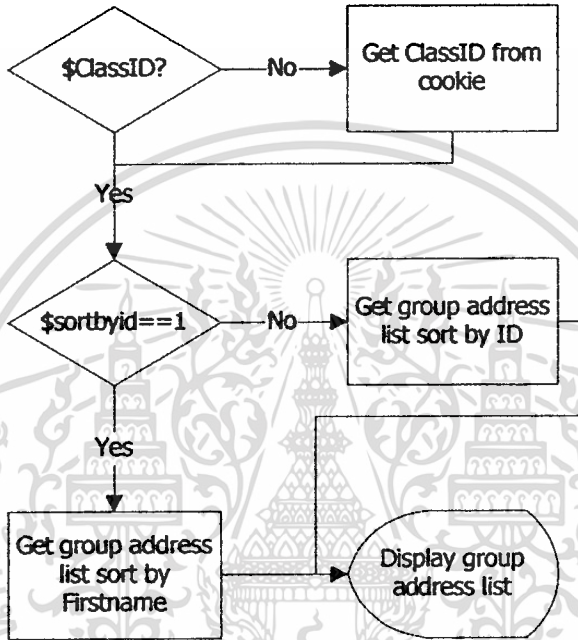 $ClassID?
No
Get ClassID from
cookie
Yes
$sortbyid==1
No
Get group address
list sort by ID
Yes
Get group address
list sort by
Firstname
Display group
address list